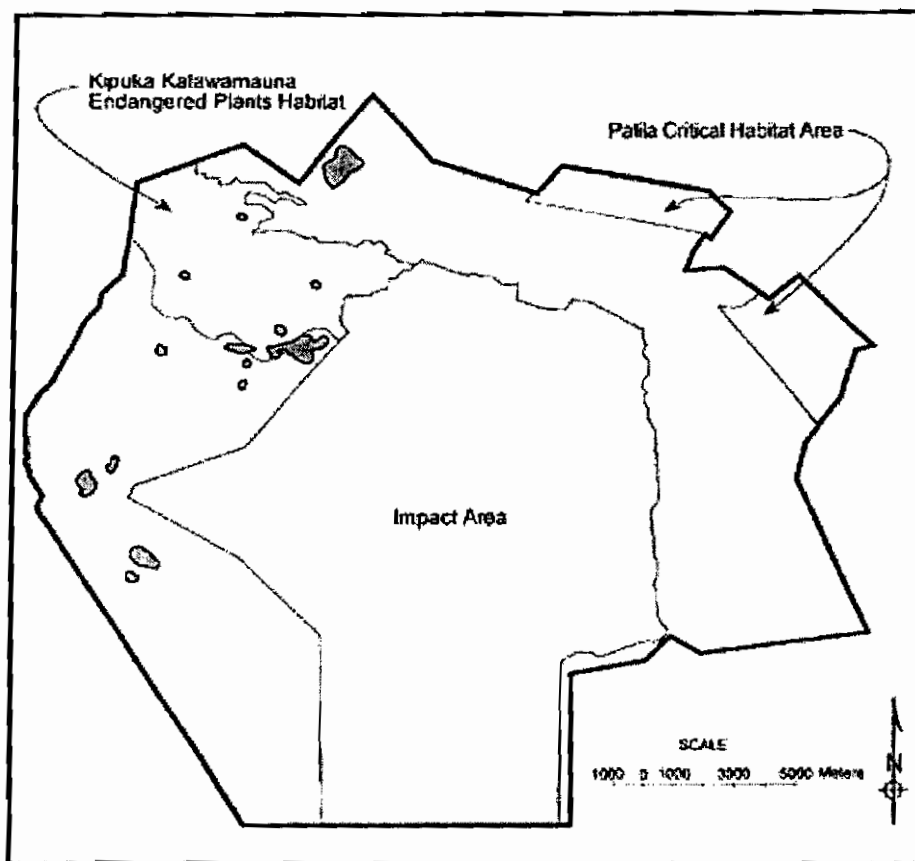 Kipuka Kalawamauna
Endangered Plants Habitat
Palila Critical Habitat Area
Impact Area
SCALE
1000 0 1000 3000 5000 Meters
N